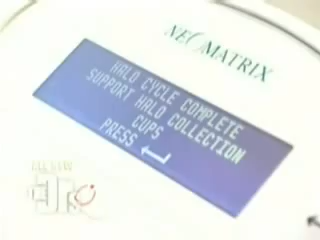 NEOMATRIX
HALO CYCLE COMPLETE
SUPPORT HALO COLLECTION
CUPS
PRESS